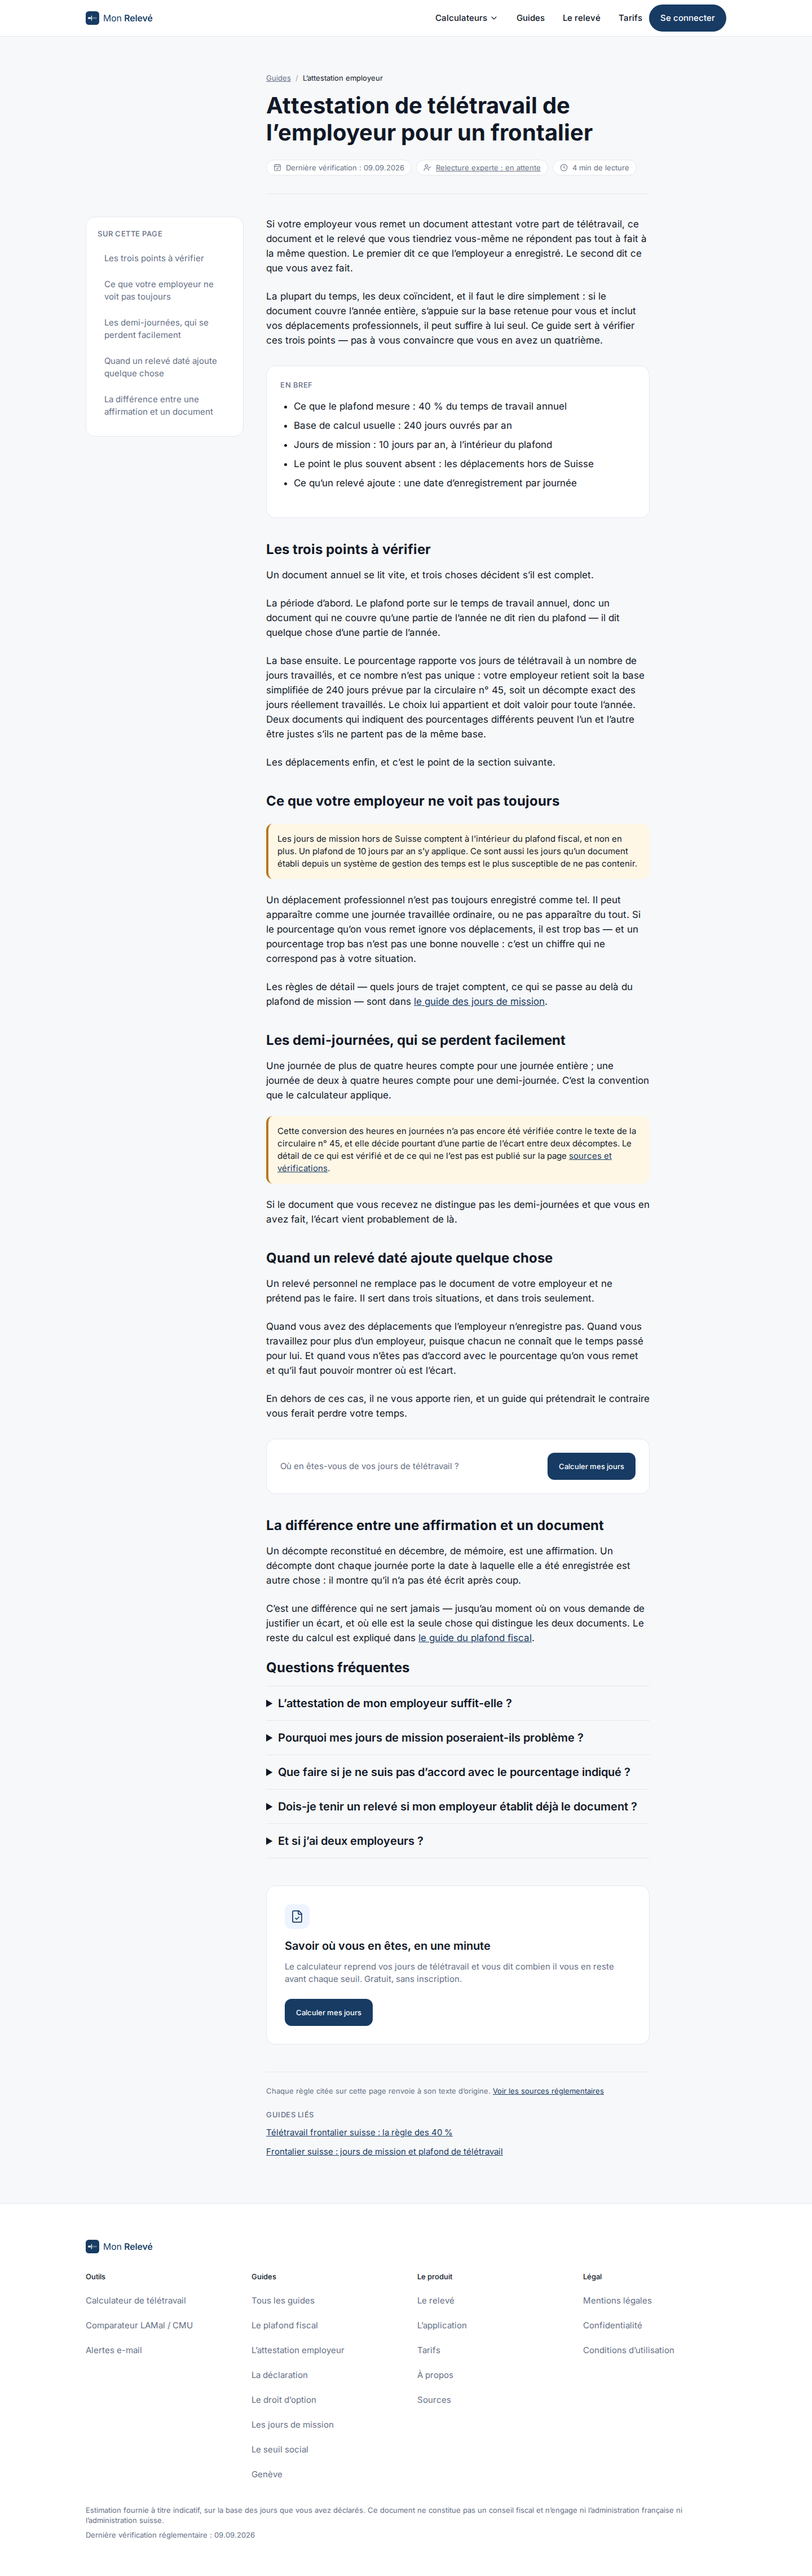 Mon Relevé
Calculateurs
Guides
Le relevé
Tarifs
Se connecter
Guides / L’attestation employeur
Attestation de télétravail de
l’employeur pour un frontalier
Dernière vérification : 09.09.2026
Relecture experte : en attente
4 min de lecture
SUR CETTE PAGE
Les trois points à vérifier
Ce que votre employeur ne
voit pas toujours
Les demi-journées, qui se
perdent facilement
Quand un relevé daté ajoute
quelque chose
La différence entre une
affirmation et un document
Si votre employeur vous remet un document attestant votre part de télétravail, ce
document et le relevé que vous tiendriez vous-même ne répondent pas tout à fait à
la même question. Le premier dit ce que l’employeur a enregistré. Le second dit ce
que vous avez fait.
La plupart du temps, les deux coïncident, et il faut le dire simplement : si le
document couvre l’année entière, s’appuie sur la base retenue pour vous et inclut
vos déplacements professionnels, il peut suffire à lui seul. Ce guide sert à vérifier
ces trois points — pas à vous convaincre que vous en avez un quatrième.
EN BREF
• Ce que le plafond mesure : 40 % du temps de travail annuel
• Base de calcul usuelle : 240 jours ouvrés par an
• Jours de mission : 10 jours par an, à l’intérieur du plafond
• Le point le plus souvent absent : les déplacements hors de Suisse
• Ce qu’un relevé ajoute : une date d’enregistrement par journée
Les trois points à vérifier
Un document annuel se lit vite, et trois choses décident s’il est complet.
La période d’abord. Le plafond porte sur le temps de travail annuel, donc un
document qui ne couvre qu’une partie de l’année ne dit rien du plafond — il dit
quelque chose d’une partie de l’année.
La base ensuite. Le pourcentage rapporte vos jours de télétravail à un nombre de
jours travaillés, et ce nombre n’est pas unique : votre employeur retient soit la base
simplifiée de 240 jours prévue par la circulaire n° 45, soit un décompte exact des
jours réellement travaillés. Le choix lui appartient et doit valoir pour toute l’année.
Deux documents qui indiquent des pourcentages différents peuvent l’un et l’autre
être justes s’ils ne partent pas de la même base.
Les déplacements enfin, et c’est le point de la section suivante.
Ce que votre employeur ne voit pas toujours
Les jours de mission hors de Suisse comptent à l’intérieur du plafond fiscal, et non en
plus. Un plafond de 10 jours par an s’y applique. Ce sont aussi les jours qu’un document
établi depuis un système de gestion des temps est le plus susceptible de ne pas contenir.
Un déplacement professionnel n’est pas toujours enregistré comme tel. Il peut
apparaître comme une journée travaillée ordinaire, ou ne pas apparaître du tout. Si
le pourcentage qu’on vous remet ignore vos déplacements, il est trop bas — et un
pourcentage trop bas n’est pas une bonne nouvelle : c’est un chiffre qui ne
correspond pas à votre situation.
Les règles de détail — quels jours de trajet comptent, ce qui se passe au delà du
plafond de mission — sont dans le guide des jours de mission.
Les demi-journées, qui se perdent facilement
Une journée de plus de quatre heures compte pour une journée entière ; une
journée de deux à quatre heures compte pour une demi-journée. C’est la convention
que le calculateur applique.
Cette conversion des heures en journées n’a pas encore été vérifiée contre le texte de la
circulaire n° 45, et elle décide pourtant d’une partie de l’écart entre deux décomptes. Le
détail de ce qui est vérifié et de ce qui ne l’est pas est publié sur la page sources et
vérifications.
Si le document que vous recevez ne distingue pas les demi-journées et que vous en
avez fait, l’écart vient probablement de là.
Quand un relevé daté ajoute quelque chose
Un relevé personnel ne remplace pas le document de votre employeur et ne
prétend pas le faire. Il sert dans trois situations, et dans trois seulement.
Quand vous avez des déplacements que l’employeur n’enregistre pas. Quand vous
travaillez pour plus d’un employeur, puisque chacun ne connaît que le temps passé
pour lui. Et quand vous n’êtes pas d’accord avec le pourcentage qu’on vous remet
et qu’il faut pouvoir montrer où est l’écart.
En dehors de ces cas, il ne vous apporte rien, et un guide qui prétendrait le contraire
vous ferait perdre votre temps.
Où en êtes-vous de vos jours de télétravail ?
Calculer mes jours
La différence entre une affirmation et un document
Un décompte reconstitué en décembre, de mémoire, est une affirmation. Un
décompte dont chaque journée porte la date à laquelle elle a été enregistrée est
autre chose : il montre qu’il n’a pas été écrit après coup.
C’est une différence qui ne sert jamais — jusqu’au moment où on vous demande de
justifier un écart, et où elle est la seule chose qui distingue les deux documents. Le
reste du calcul est expliqué dans le guide du plafond fiscal.
Questions fréquentes
L’attestation de mon employeur suffit-elle ?
Pourquoi mes jours de mission poseraient-ils problème ?
Que faire si je ne suis pas d’accord avec le pourcentage indiqué ?
Dois-je tenir un relevé si mon employeur établit déjà le document ?
Et si j’ai deux employeurs ?
Savoir où vous en êtes, en une minute
Le calculateur reprend vos jours de télétravail et vous dit combien il vous en reste
avant chaque seuil. Gratuit, sans inscription.
Calculer mes jours
Chaque règle citée sur cette page renvoie à son texte d’origine. Voir les sources réglementaires
GUIDES LIÉS
Télétravail frontalier suisse : la règle des 40 %
Frontalier suisse : jours de mission et plafond de télétravail
Mon Relevé
Outils
Calculateur de télétravail
Comparateur LAMal / CMU
Alertes e-mail
Guides
Tous les guides
Le plafond fiscal
L’attestation employeur
La déclaration
Le droit d’option
Les jours de mission
Le seuil social
Genève
Le produit
Le relevé
L’application
Tarifs
À propos
Sources
Légal
Mentions légales
Confidentialité
Conditions d’utilisation
Estimation fournie à titre indicatif, sur la base des jours que vous avez déclarés. Ce document ne constitue pas un conseil fiscal et n’engage ni l’administration française ni
l’administration suisse.
Dernière vérification réglementaire : 09.09.2026